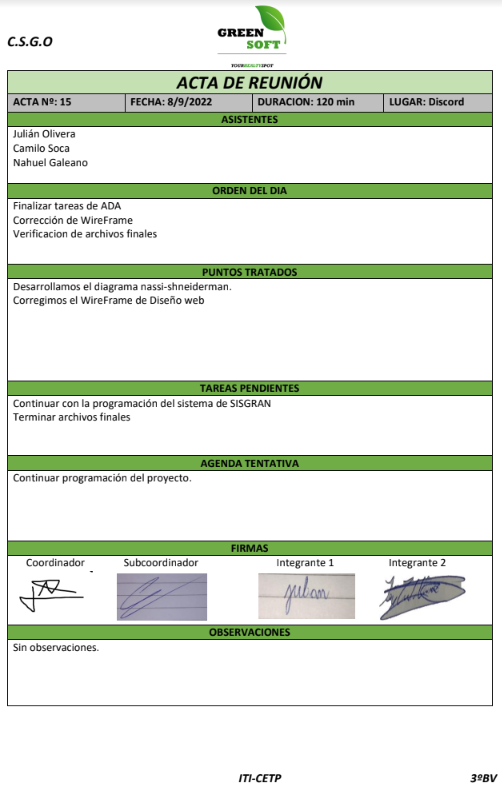 C.S.G.O
GREEN
SOFT
ACTA DE REUNIÓN
ACTA Nº: 15 FECHA: 8/9/2022 DURACION: 120 min LUGAR: Discord
ASISTENTES
Julián Olivera
Camilo Soca
Nahuel Galeano
ORDEN DEL DIA
Finalizar tareas de ADA
Corrección de WireFrame
Verificacion de archivos finales
PUNTOS TRATADOS
Desarrollamos el diagrama nassi-shneiderman.
Corregimos el WireFrame de Diseño web
TAREAS PENDIENTES
Continuar con la programación del sistema de SISGRAN
Terminar archivos finales
AGENDA TENTATIVA
Continuar programación del proyecto.
FIRMAS
Coordinador Subcoordinador Integrante 1 Integrante 2
julian
OBSERVACIONES
Sin observaciones.
ITI-CETP 3ºBV